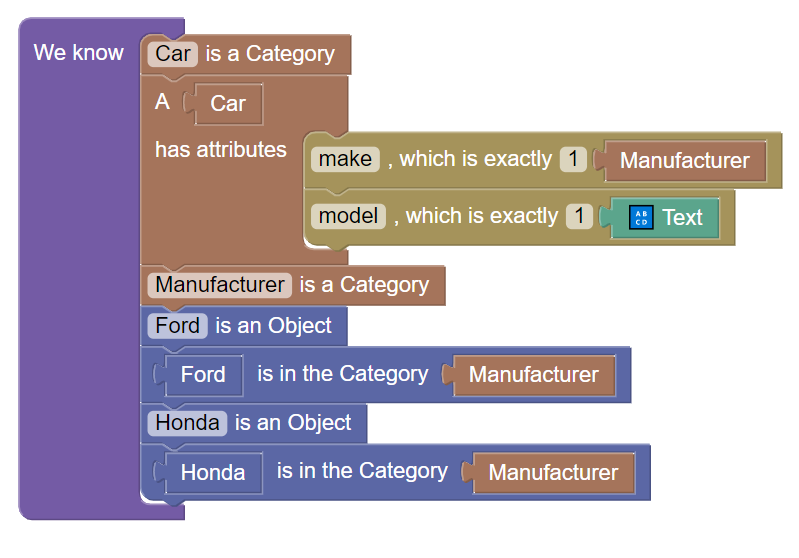 We know Car is a Category
A Car
has attributes
make , which is exactly 1 Manufacturer
model , which is exactly 1 ABCD Text
Manufacturer is a Category
Ford is an Object
Ford is in the Category Manufacturer
Honda is an Object
Honda is in the Category Manufacturer